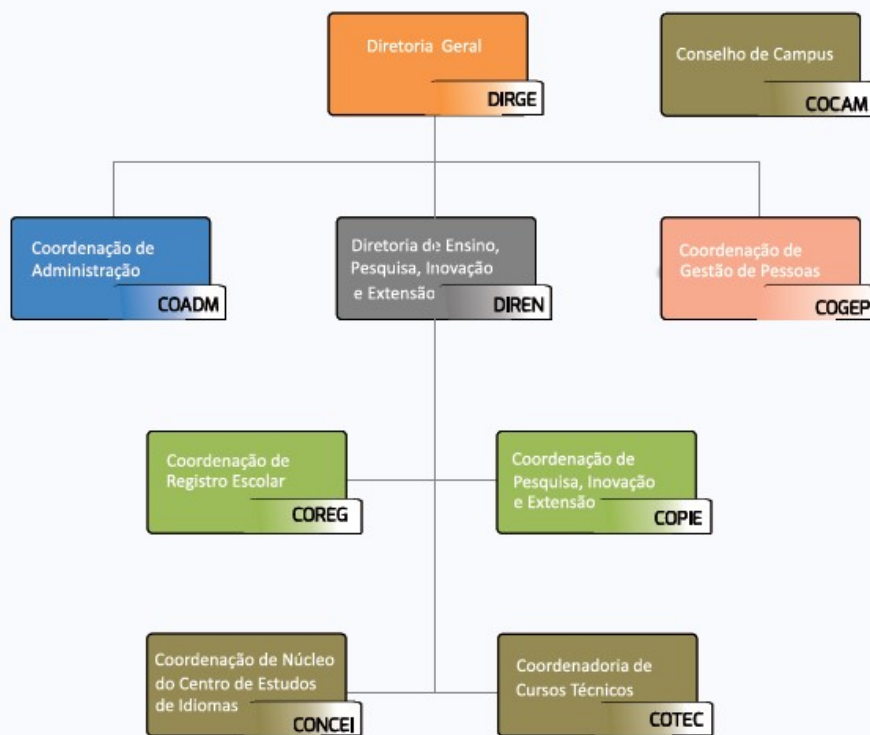 Diretoria Geral
DIRGE
Conselho de Campus
COCAM
Coordenação de
Administração
COADM
Diretoria de Ensino,
Pesquisa, Inovação
e Extensão
DIREN
Coordenação de
Gestão de Pessoas
COGEP
Coordenação de
Registro Escolar
COREG
Coordenação de
Pesquisa, Inovação
e Extensão
COPIE
Coordenação de Núcleo
do Centro de Estudos
de Idiomas
CONCEI
Coordenadoria de
Cursos Técnicos
COTEC